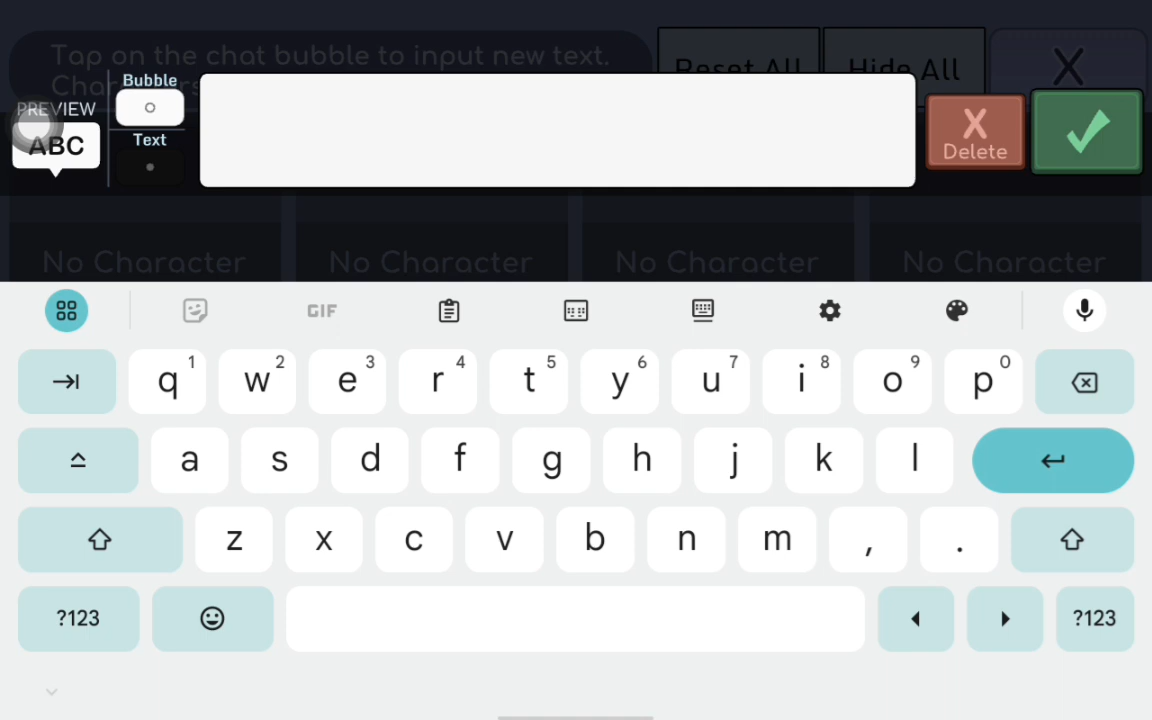 Tap on the chat bubble to input new text.
Reset All
Hide All
X
Characters
Bubble
PREVIEW
ABC
Text
X
Delete
No Character
No Character
No Character
No Character
GIF
q 1 w 2 e 3 r 4 t 5 y 6 u 7 i 8 o 9 p 0
a s d f g h j k l
z x c v b n m , .
?123
?123